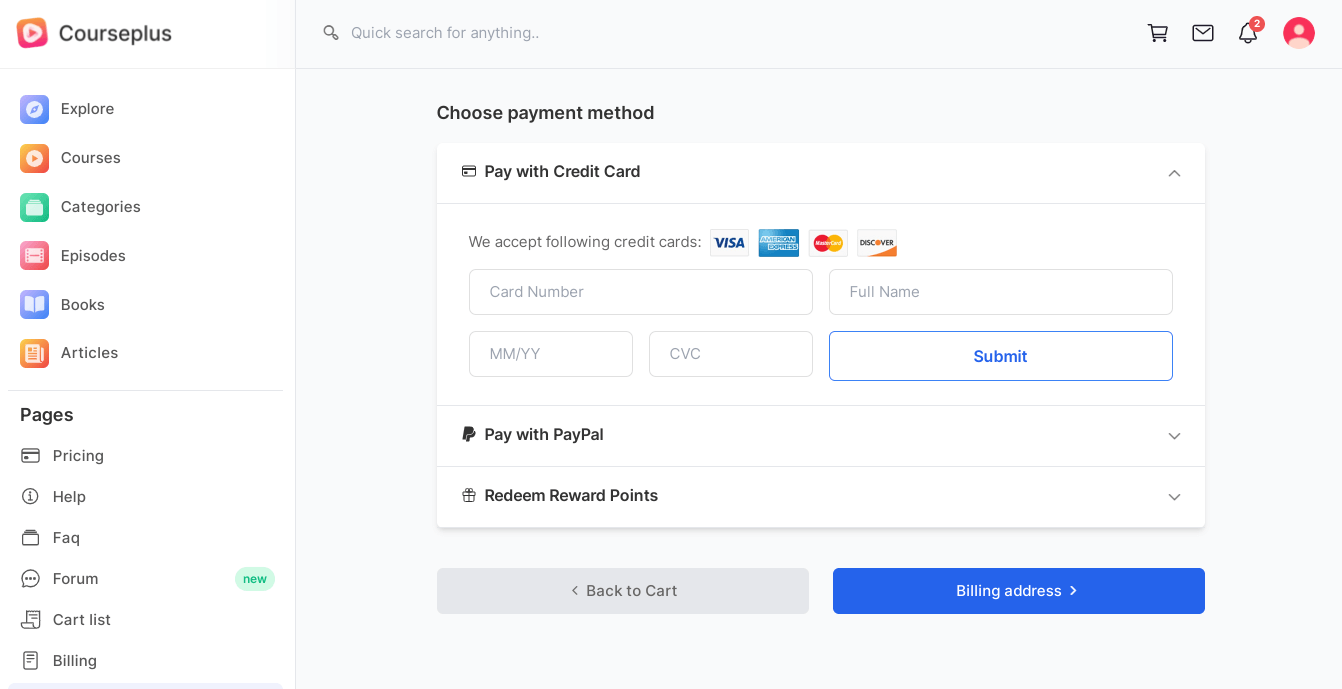 Courseplus
Quick search for anything..
2
Explore
Courses
Categories
Episodes
Books
Articles
Pages
Pricing
Help
Faq
Forum new
Cart list
Billing
Choose payment method
Pay with Credit Card
We accept following credit cards: VISA AMERICAN EXPRESS MasterCard DISCOVER
Card Number Full Name
MM/YY CVC Submit
Pay with PayPal
Redeem Reward Points
Back to Cart Billing address